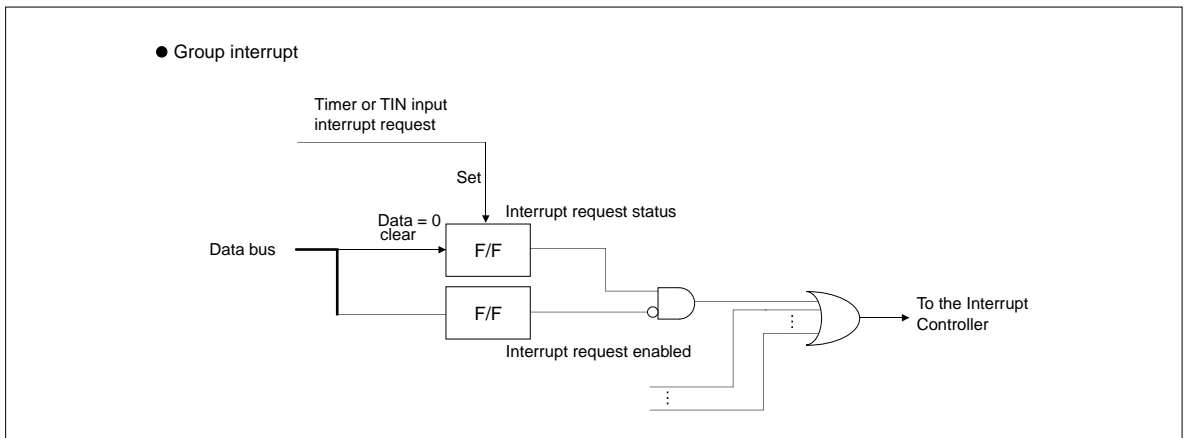 ● Group interrupt
Timer or TIN input
interrupt request
Set
Interrupt request status
Data = 0
clear
Data bus
F/F
F/F
Interrupt request enabled
To the Interrupt
Controller